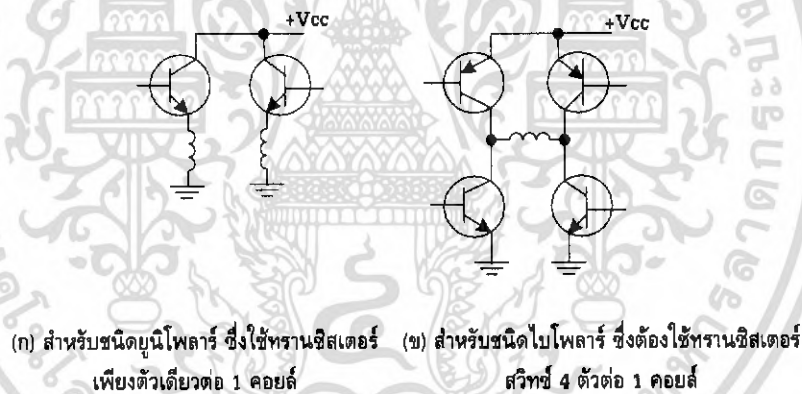 +Vcc
+Vcc
(ก) สำหรับชนิดยูนิโพลาร์ ซึ่งใช้ทรานซิสเตอร์
เพียงตัวเดียวต่อ 1 คอยล์
(ข) สำหรับชนิดไบโพลาร์ ซึ่งต้องใช้ทรานซิสเตอร์
สวิทซ์ 4 ตัวต่อ 1 คอยล์